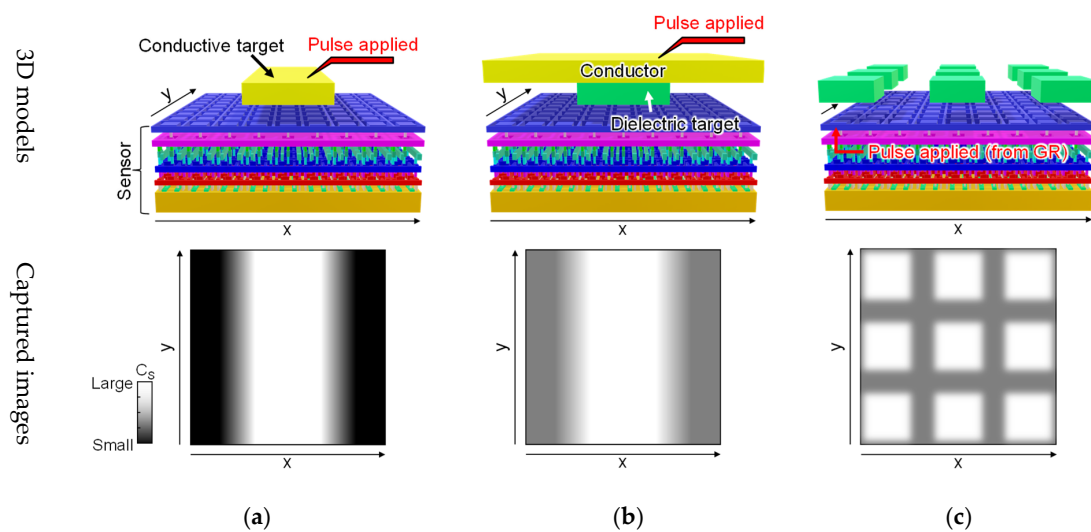 3D models
Conductive target
Pulse applied
y
Sensor
x
Pulse applied
Conductor
y
Dielectric target
x
Pulse applied (from GR)
x
Captured images
y
Cs
Large
Small
x
y
x
y
x
(a)
(b)
(c)